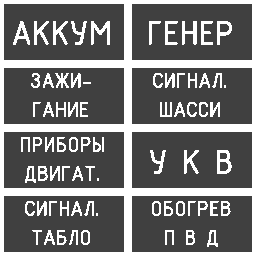 АККУМ
ГЕНЕР
ЗАЖИ-
ГАНИЕ
СИГНАЛ.
ШАССИ
ПРИБОРЫ
ДВИГАТ.
У К В
СИГНАЛ.
ТАБЛО
ОБОГРЕВ
П В Д